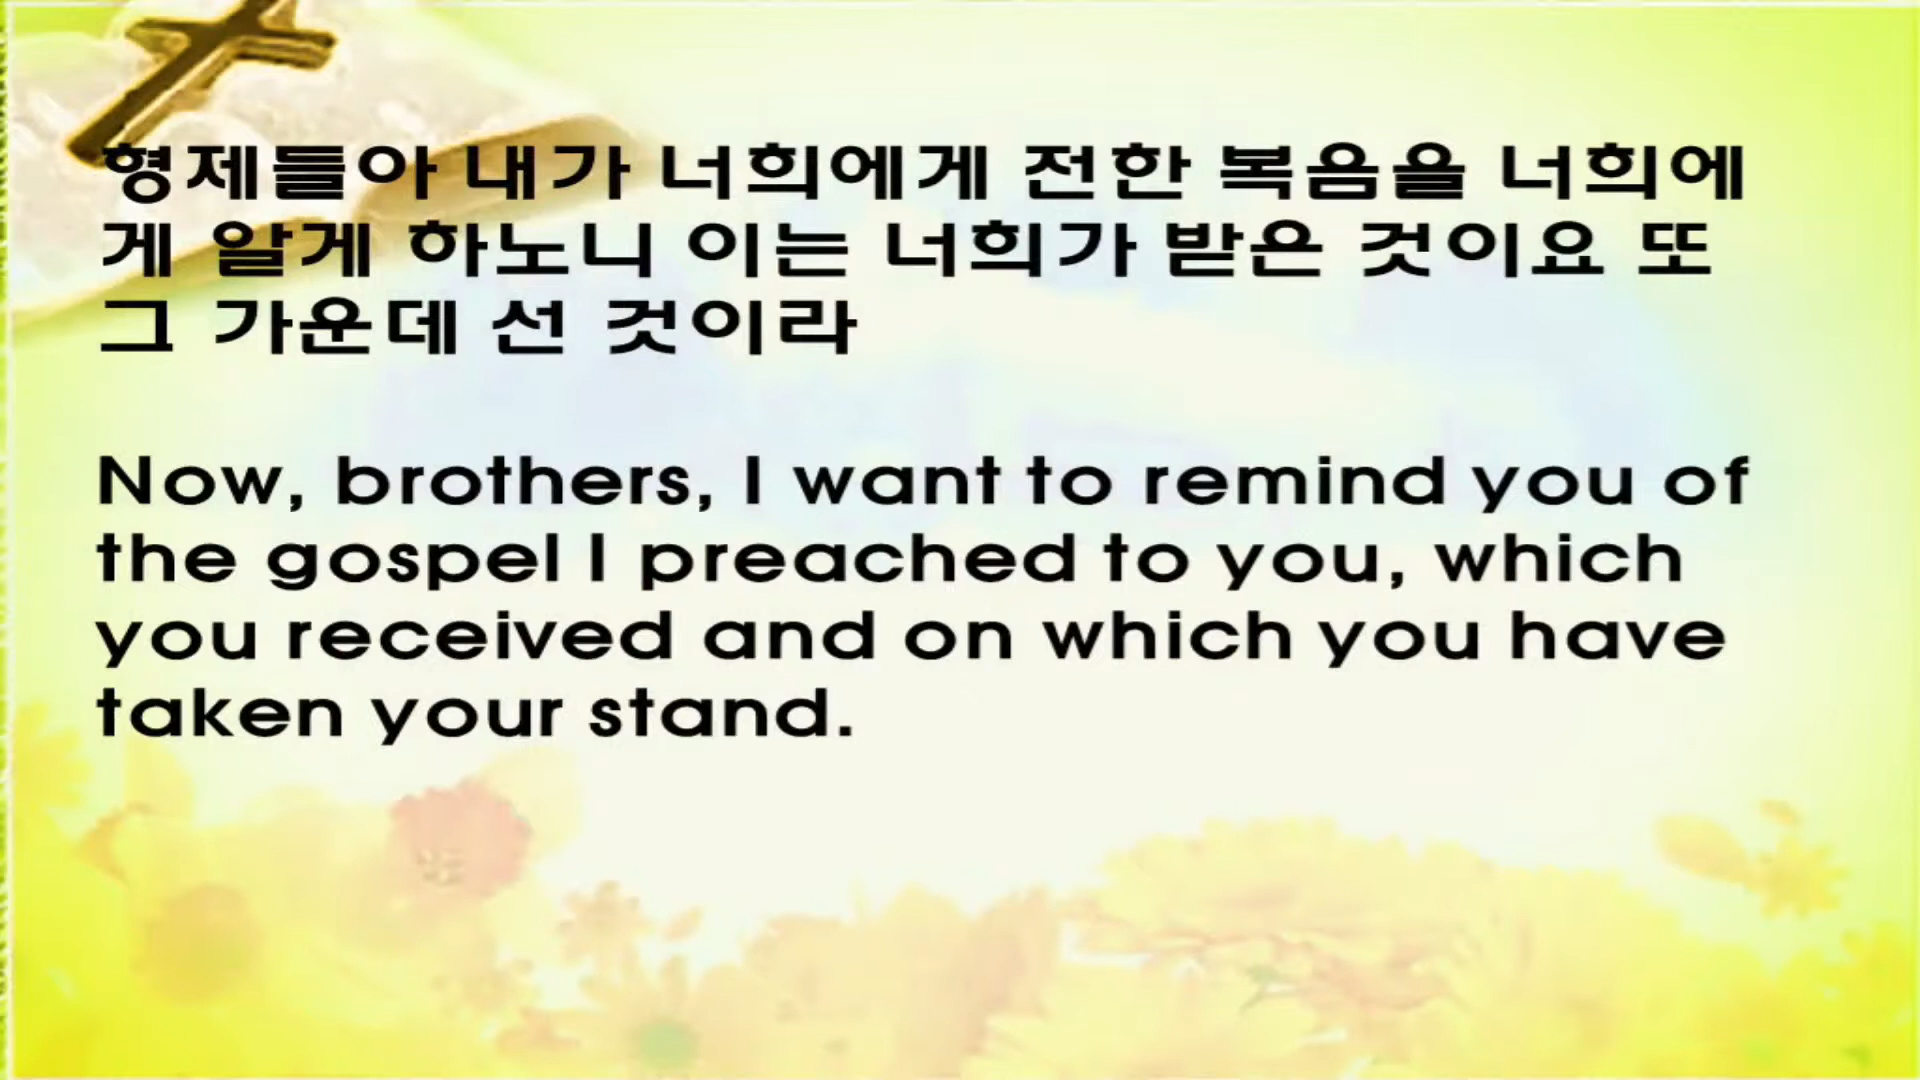 형제들아 내가 너희에게 전한 복음을 너희에
게 알게 하노니 이는 너희가 받은 것이요 또
그 가운데 선 것이라
Now, brothers, I want to remind you of
the gospel I preached to you, which
you received and on which you have
taken your stand.